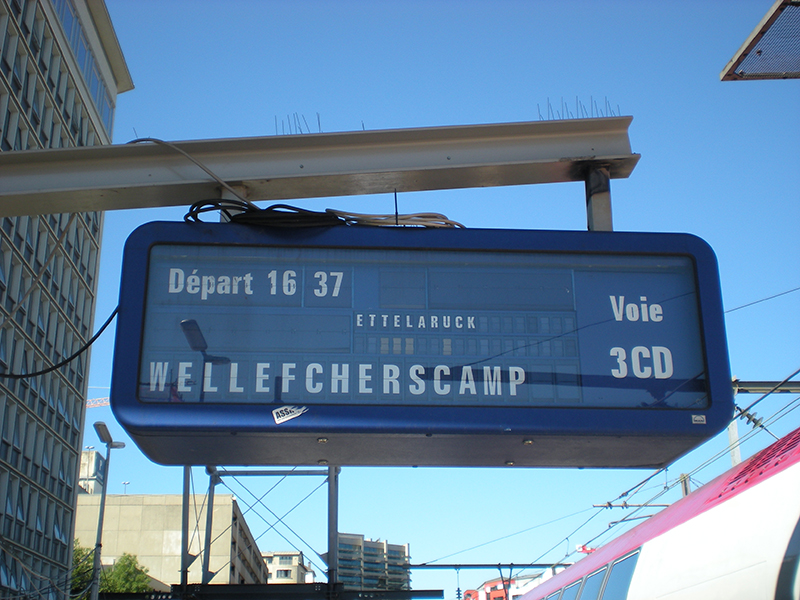 Départ 16 37
Voie
ETTELARUCK
3CD
WELLEFCHERSCAMP